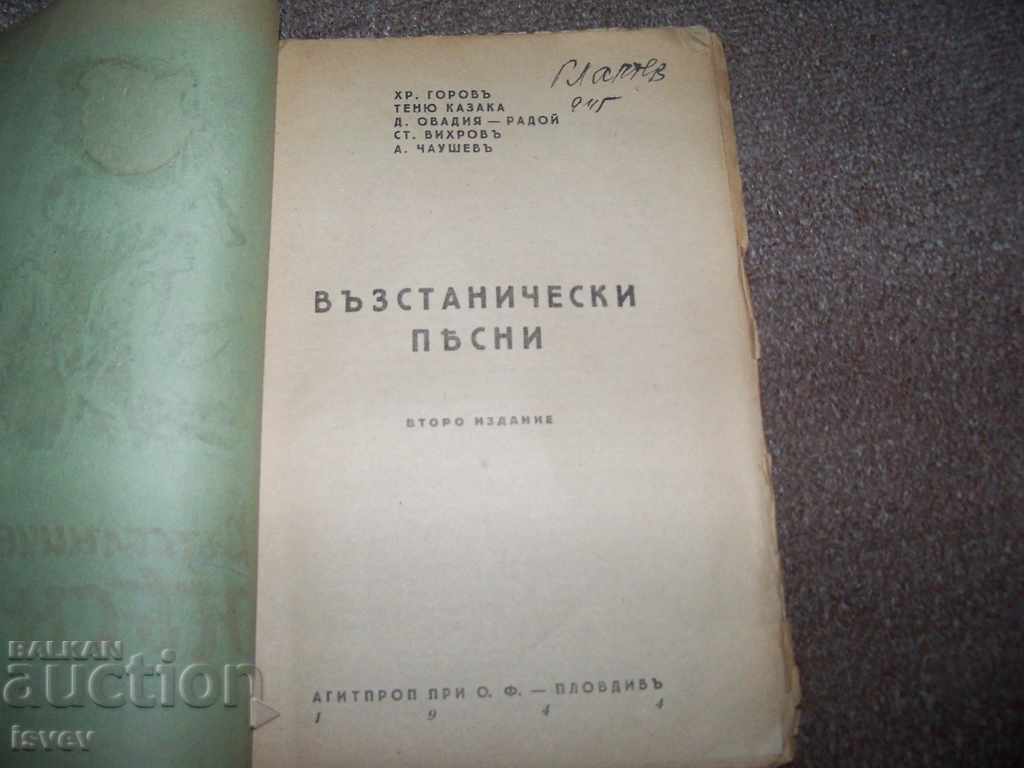 ХР. ГОРОВЪ
ТЕНЮ КАЗАКА
Д. ОВАДИЯ — РАДОЙ
СТ. ВИХРОВЪ
А. ЧАУШЕВЪ
ВЪЗСТАНИЧЕСКИ
ПѢСНИ
ВТОРО ИЗДАНИЕ
АГИТПРОП ПРИ О. Ф. — ПЛОВДИВЪ
1 9 4 4
BALKAN
auction
isvev